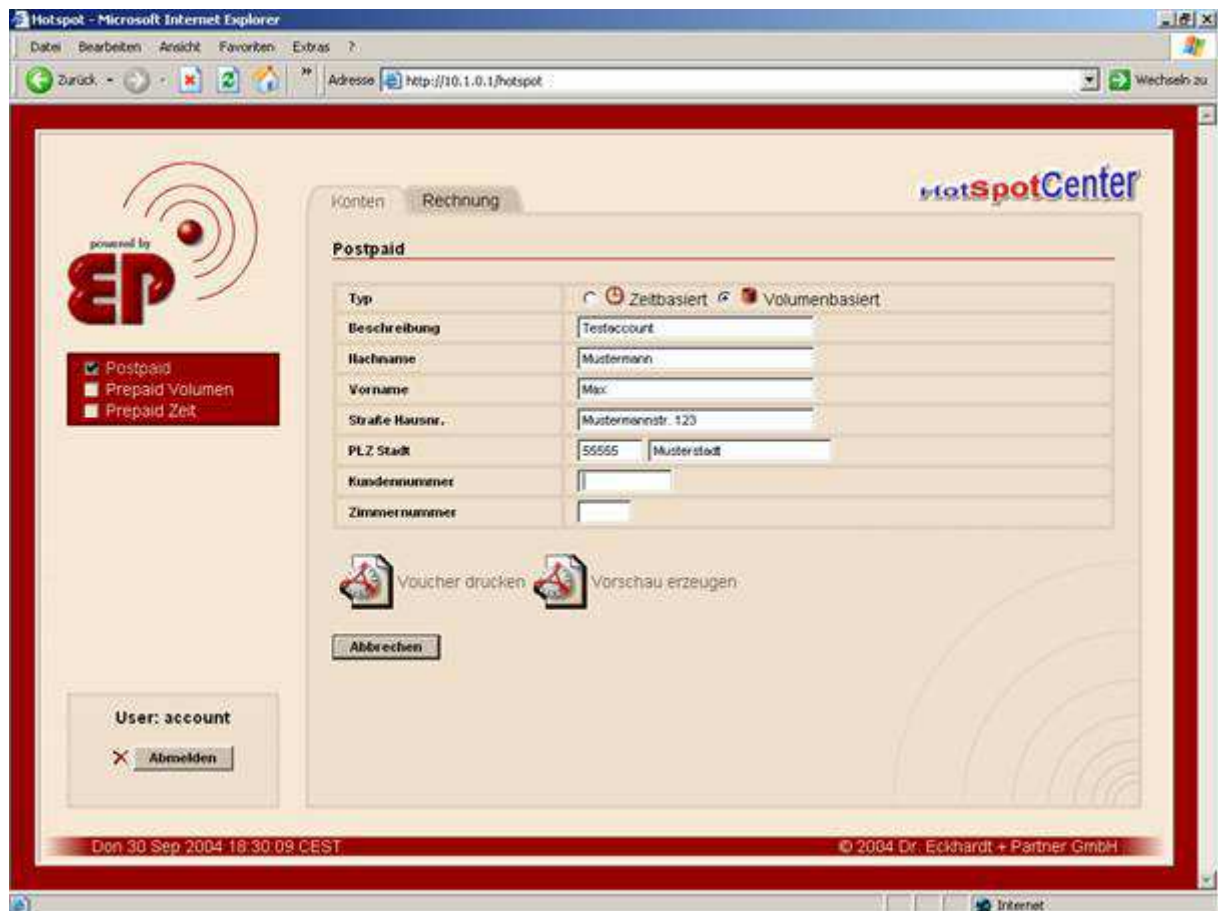 Hotspot - Microsoft Internet Explorer
Datei Bearbeiten Ansicht Favoriten Extras ?
Zurück » Adresse http://10.1.0.1/hotspot Wechseln zu
HotSpotCenter
Konten Rechnung
powered by
EP
Postpaid
Typ Zeitbasiert Volumenbasiert
Beschreibung Testaccount
Nachname Mustermann
Vorname Max
Straße Hausnr. Mustermannstr. 123
PLZ Stadt 55555 Musterstadt
Kundennummer
Zimmernummer
Postpaid
Prepaid Volumen
Prepaid Zeit
Voucher drucken Vorschau erzeugen
Abbrechen
User: account
Abmelden
Don 30 Sep 2004 18:30:09 CEST © 2004 Dr. Eckhardt + Partner GmbH
Internet